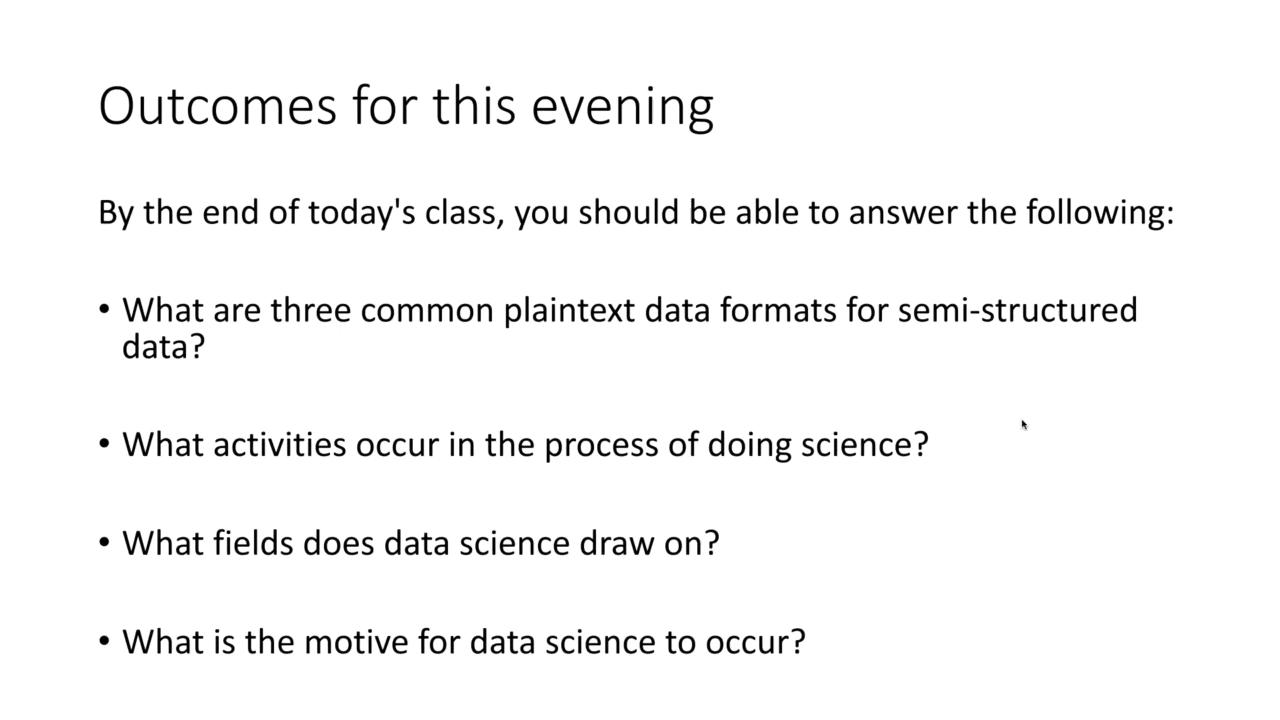 Outcomes for this evening
By the end of today's class, you should be able to answer the following:
• What are three common plaintext data formats for semi-structured
data?
• What activities occur in the process of doing science?
• What fields does data science draw on?
• What is the motive for data science to occur?